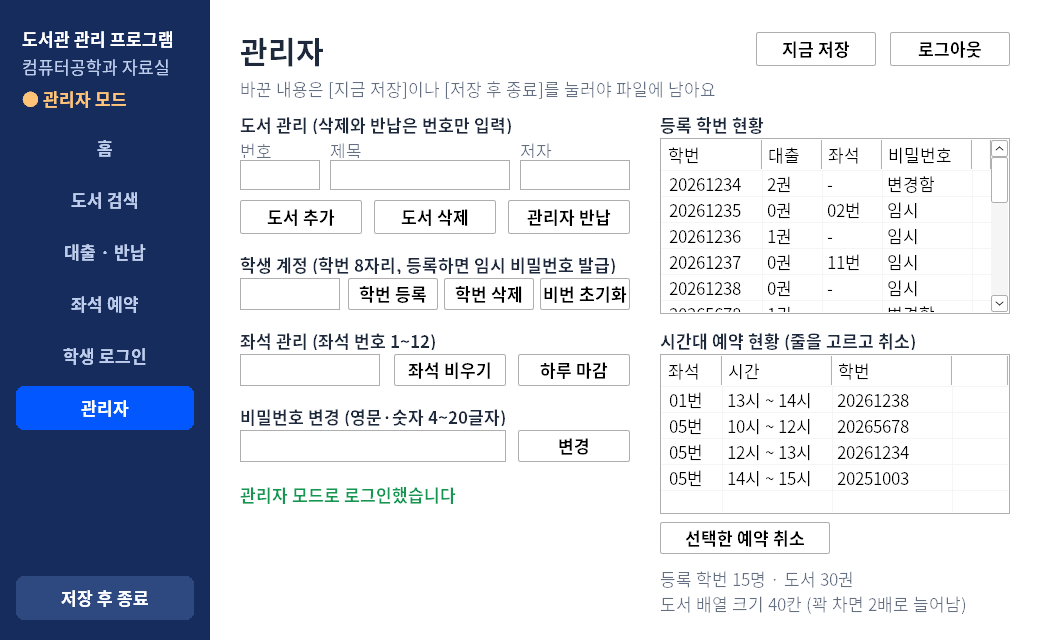 도서관 관리 프로그램
컴퓨터공학과 자료실
관리자 모드
홈
도서 검색
대출 · 반납
좌석 예약
학생 로그인
관리자
저장 후 종료
관리자
지금 저장
로그아웃
바꾼 내용은 [지금 저장]이나 [저장 후 종료]를 눌러야 파일에 남아요
도서 관리 (삭제와 반납은 번호만 입력)
번호 제목 저자
도서 추가 도서 삭제 관리자 반납
학생 계정 (학번 8자리, 등록하면 임시 비밀번호 발급)
학번 등록 학번 삭제 비번 초기화
좌석 관리 (좌석 번호 1~12)
좌석 비우기 하루 마감
비밀번호 변경 (영문·숫자 4~20글자)
변경
관리자 모드로 로그인했습니다
등록 학번 현황
학번 대출 좌석 비밀번호
20261234 2권 - 변경함
20261235 0권 02번 임시
20261236 1권 - 임시
20261237 0권 11번 임시
20261238 0권 - 임시
시간대 예약 현황 (줄을 고르고 취소)
좌석 시간 학번
01번 13시 ~ 14시 20261238
05번 10시 ~ 12시 20265678
05번 12시 ~ 13시 20261234
05번 14시 ~ 15시 20251003
선택한 예약 취소
등록 학번 15명 · 도서 30권
도서 배열 크기 40칸 (꽉 차면 2배로 늘어남)